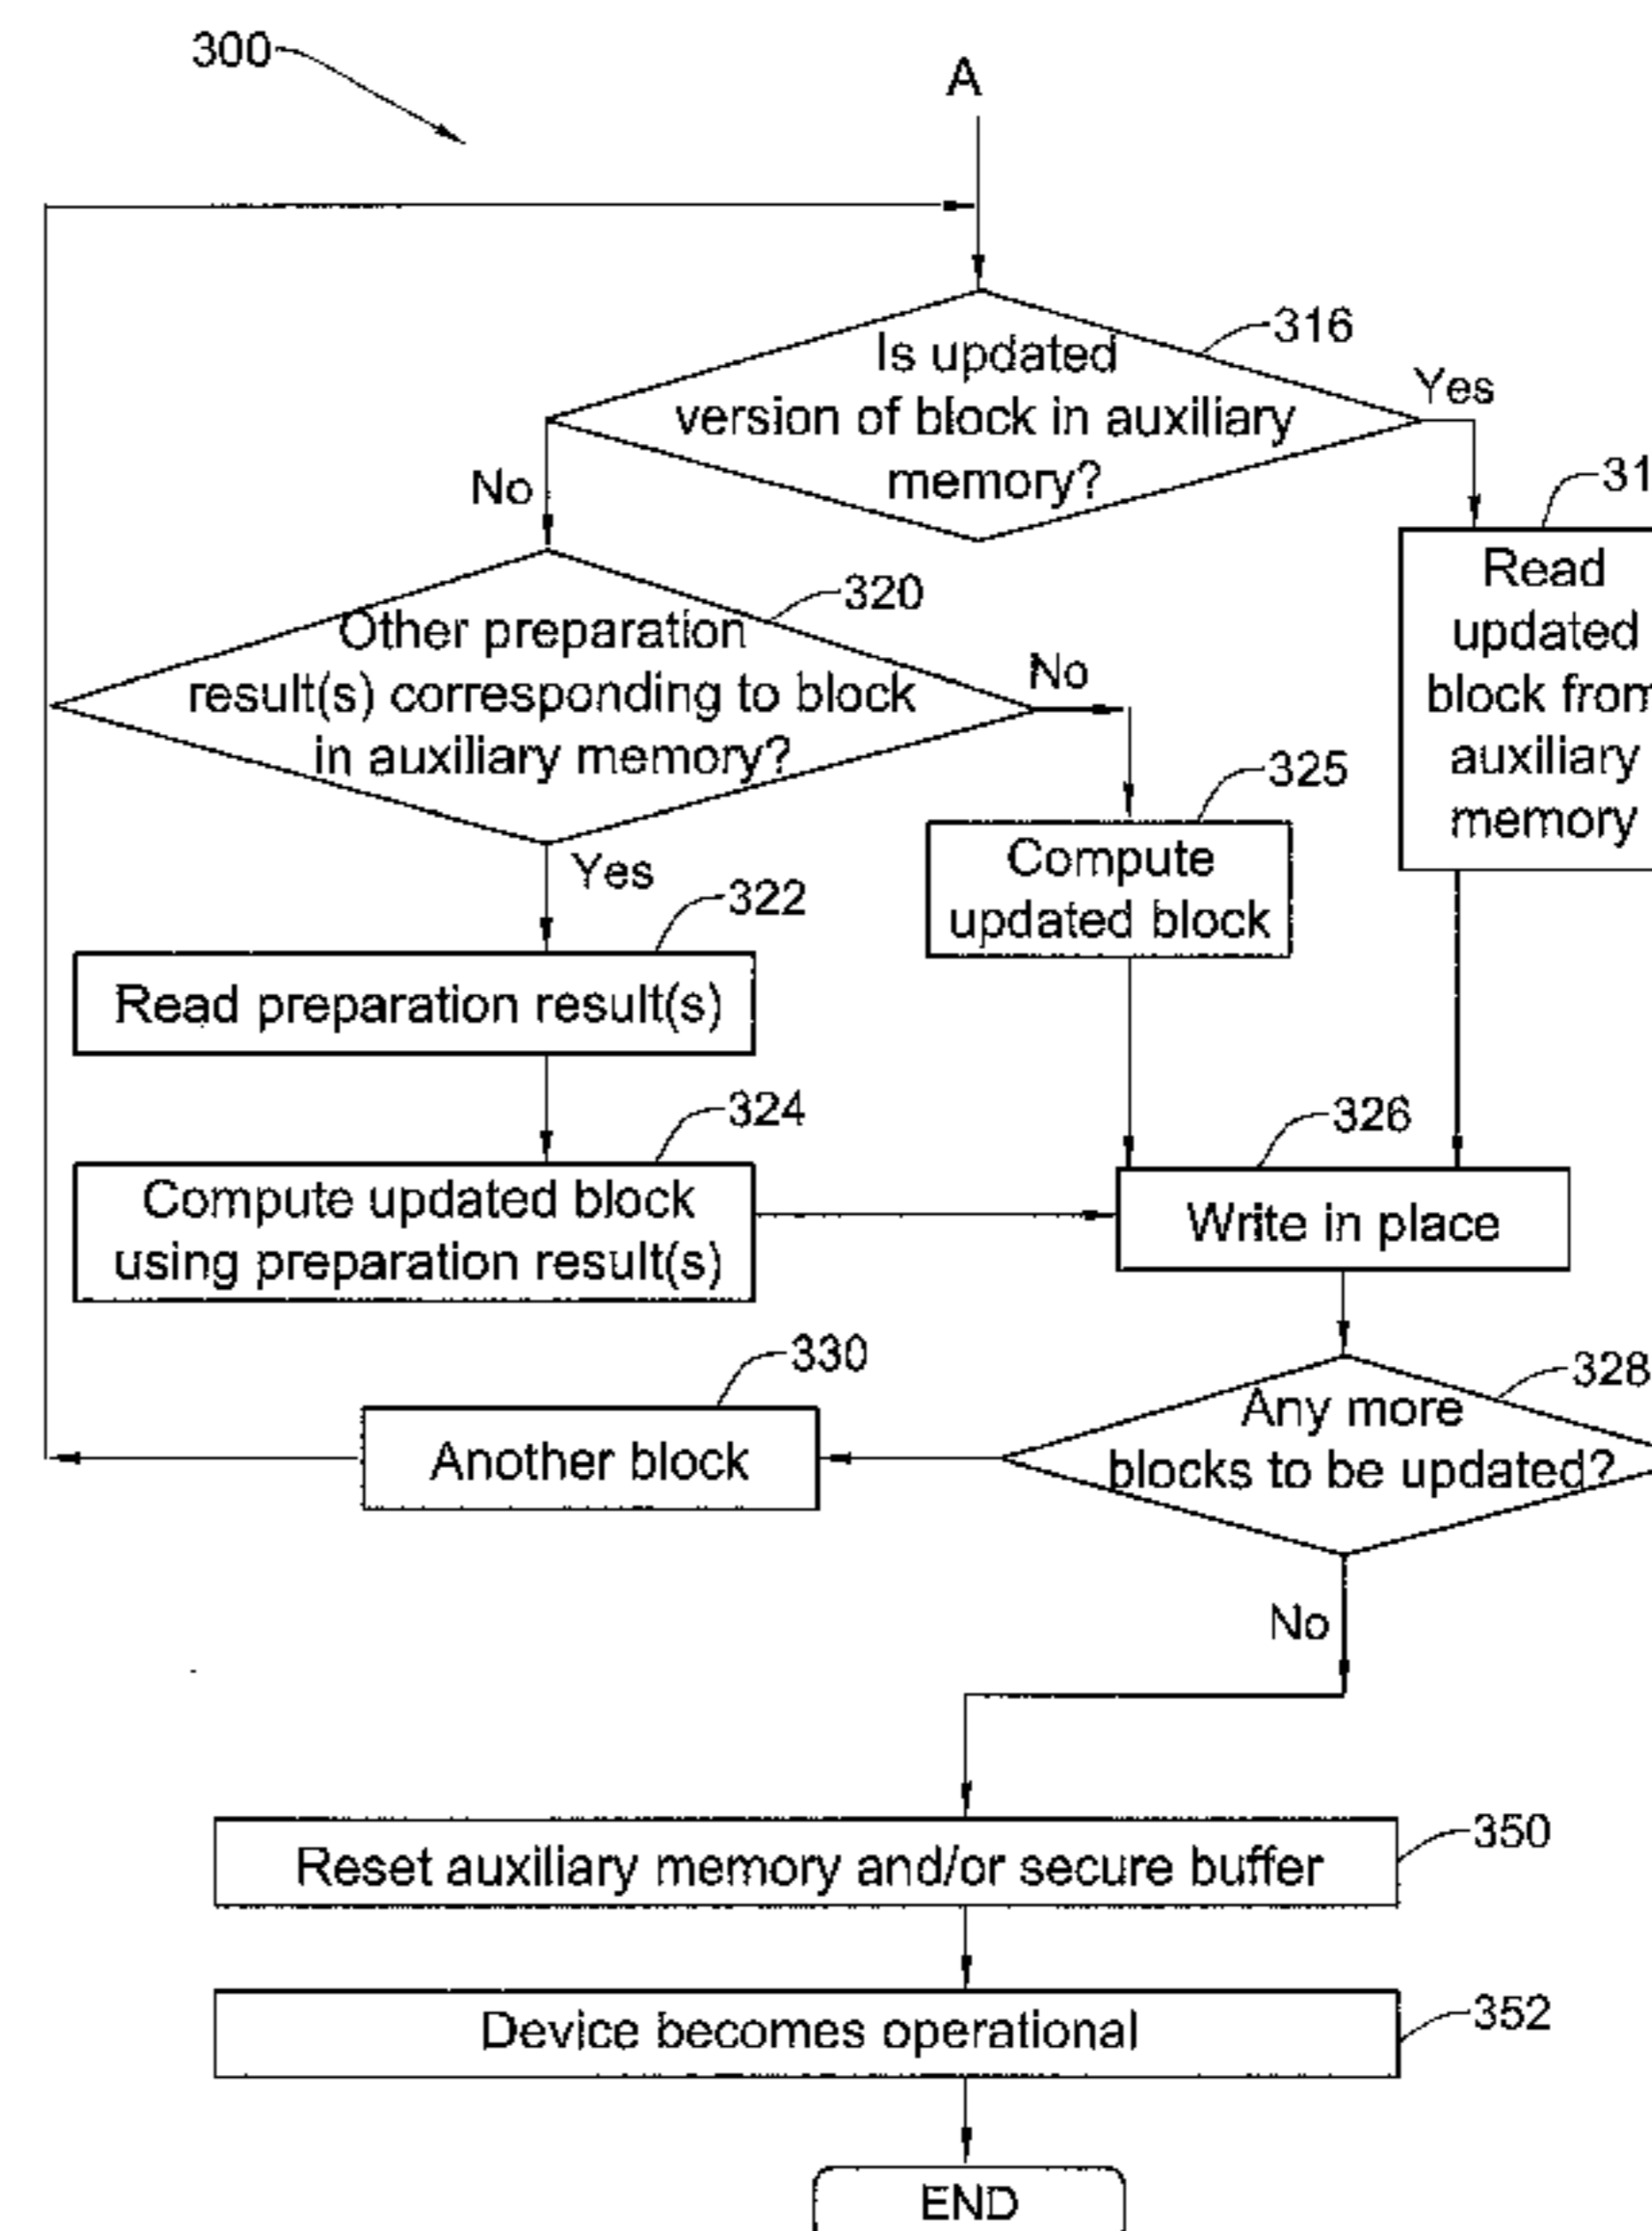 300
A
Is updated
316
version of block in auxiliary
memory?
Yes
No
31
Read
updated
block from
auxiliary
memory
320
Other preparation
result(s) corresponding to block
in auxiliary memory?
No
325
Compute
updated block
Yes
322
Read preparation result(s)
324
Compute updated block
using preparation result(s)
326
Write in place
330
Another block
328
Any more
blocks to be updated?
No
350
Reset auxiliary memory and/or secure buffer
352
Device becomes operational
END